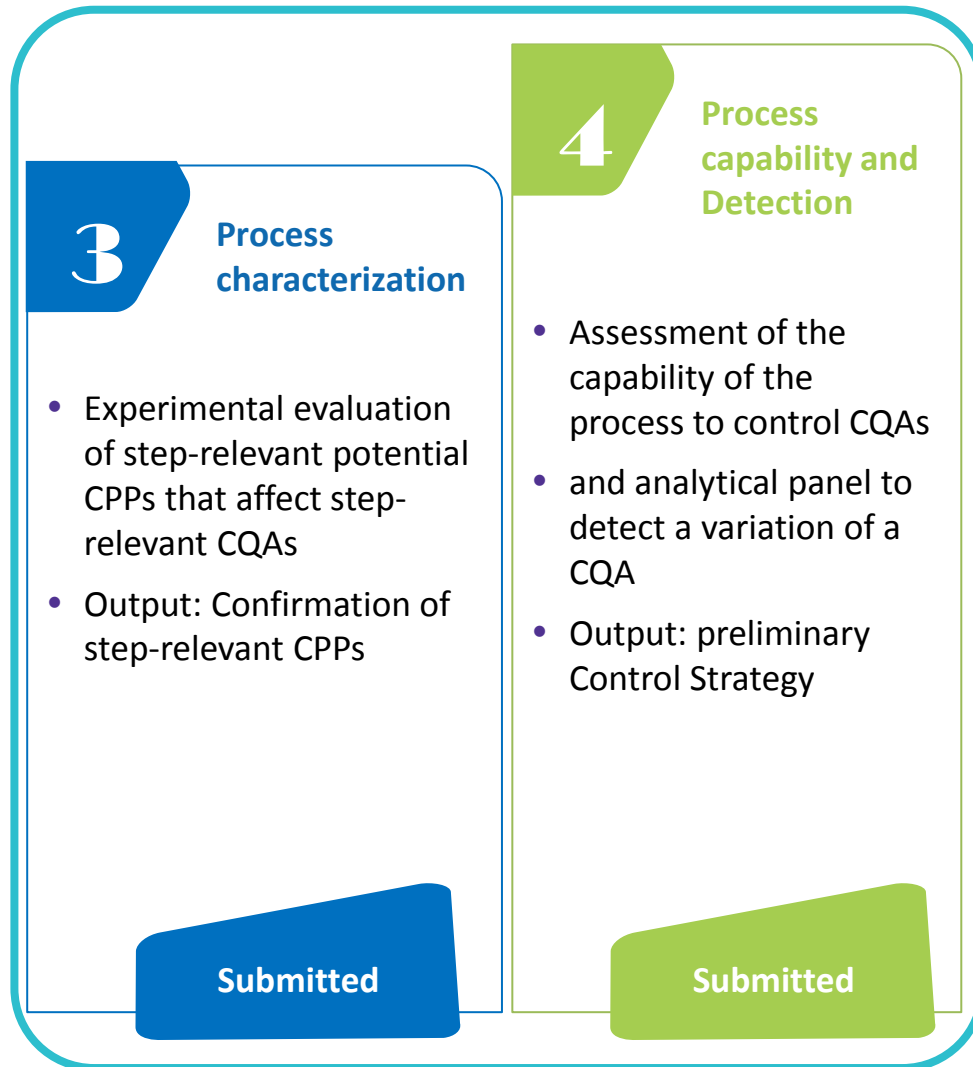 3
Process
characterization
• Experimental evaluation
of step-relevant potential
CPPs that affect step-
relevant CQAs
• Output: Confirmation of
step-relevant CPPs
Submitted
4
Process
capability and
Detection
• Assessment of the
capability of the
process to control CQAs
• and analytical panel to
detect a variation of a
CQA
• Output: preliminary
Control Strategy
Submitted